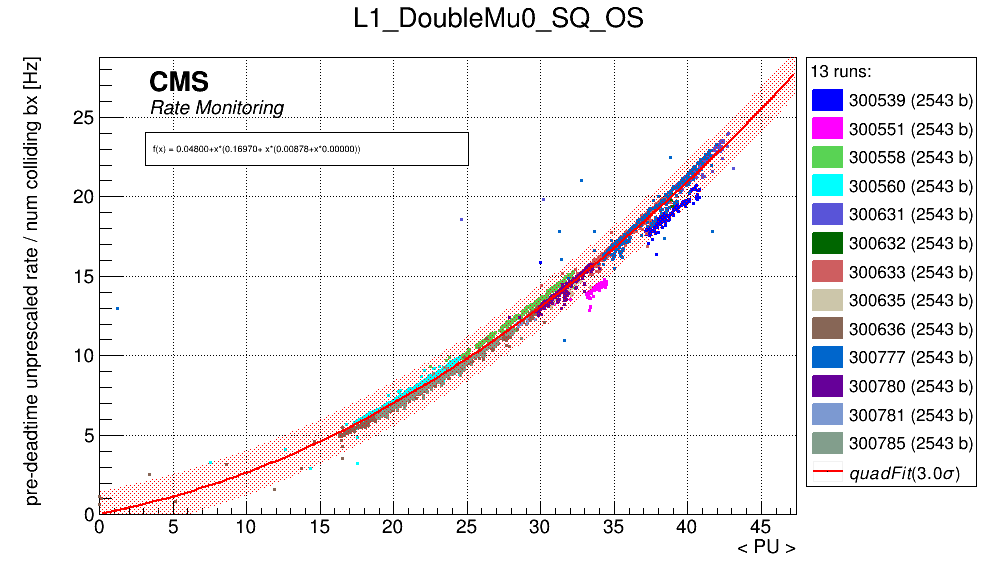 L1_DoubleMu0_SQ_OS
pre-deadtime unprescaled rate / num colliding bx [Hz]
CMS
Rate Monitoring
f(x) = 0.04800+x*(0.16970+ x*(0.00878+x*0.00000))
25
20
15
10
5
0
0 5 10 15 20 25 30 35 40 45
< PU >
13 runs:
300539 (2543 b)
300551 (2543 b)
300558 (2543 b)
300560 (2543 b)
300631 (2543 b)
300632 (2543 b)
300633 (2543 b)
300635 (2543 b)
300636 (2543 b)
300777 (2543 b)
300780 (2543 b)
300781 (2543 b)
300785 (2543 b)
quadFit(3.0σ)